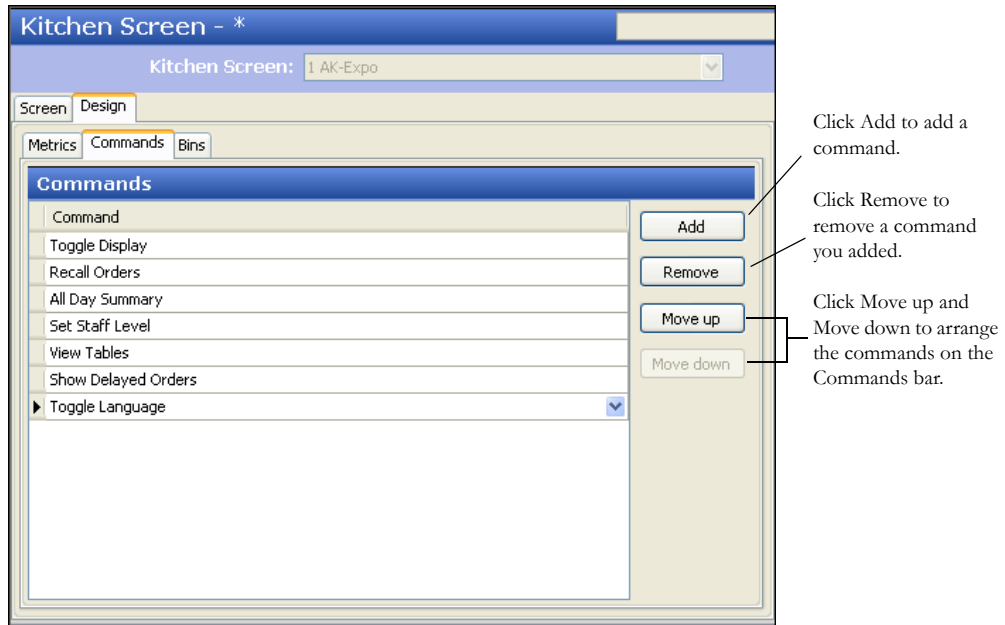 Kitchen Screen - *
Kitchen Screen: 1 AK-Expo
Screen Design
Metrics Commands Bins
Commands
Command
Toggle Display
Recall Orders
All Day Summary
Set Staff Level
View Tables
Show Delayed Orders
Toggle Language
Add
Remove
Move up
Move down
Click Add to add a
command.
Click Remove to
remove a command
you added.
Click Move up and
Move down to arrange
the commands on the
Commands bar.